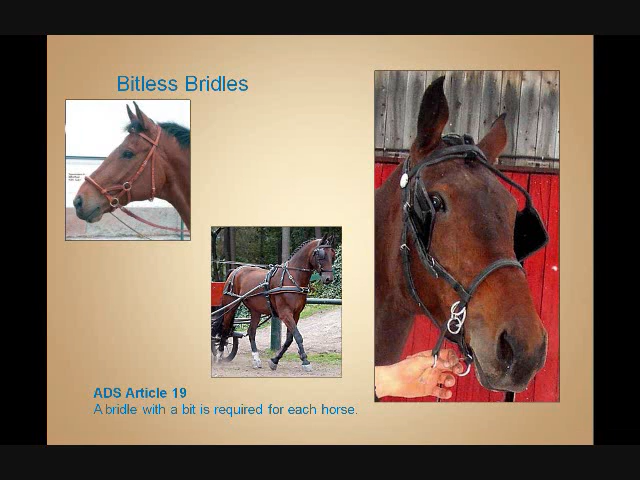 Bitless Bridles
ADS Article 19
A bridle with a bit is required for each horse.